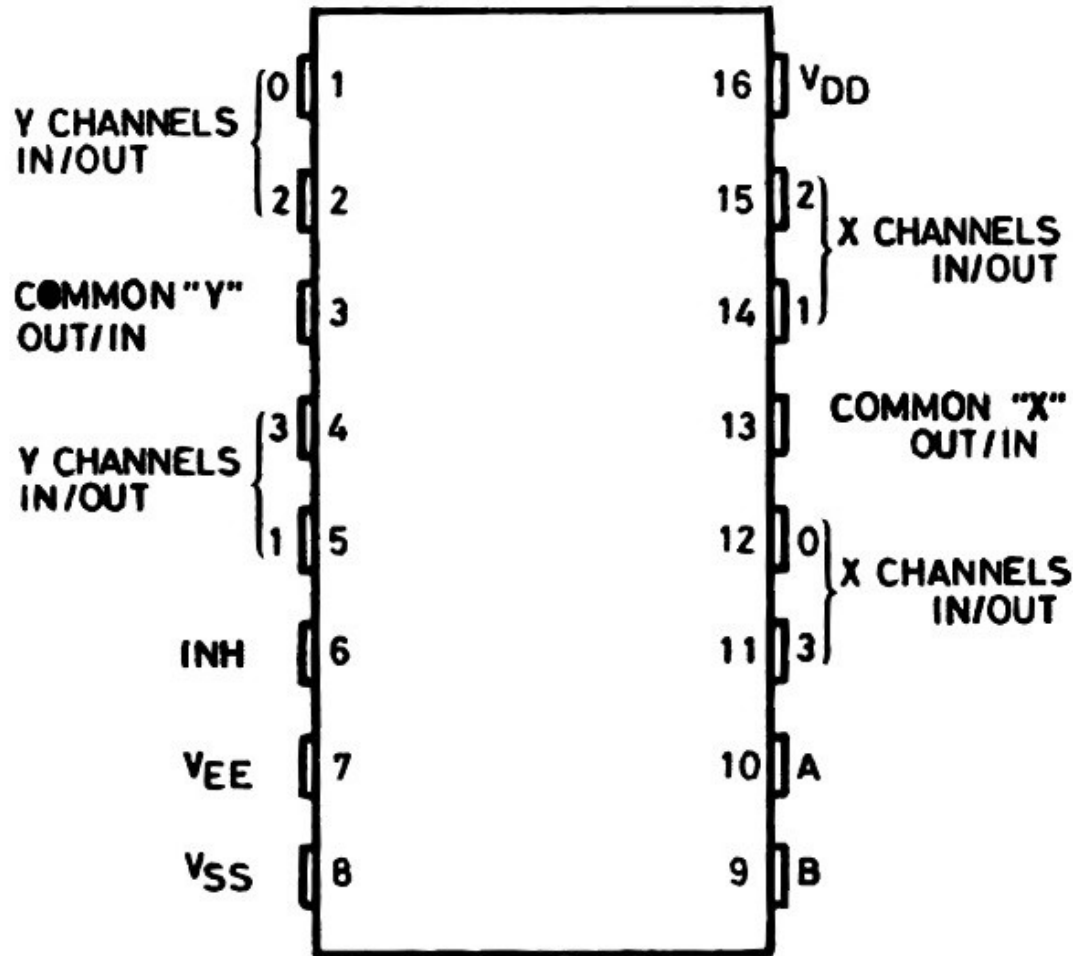 0 1
Y CHANNELS
IN/OUT
2 2
COMMON "Y"
OUT/IN
3
3 4
Y CHANNELS
IN/OUT
1 5
INH 6
VEE 7
VSS 8
16 VDD
15 2
X CHANNELS
IN/OUT
14 1
13 COMMON "X"
OUT/IN
12 0
X CHANNELS
IN/OUT
11 3
10 A
9 B